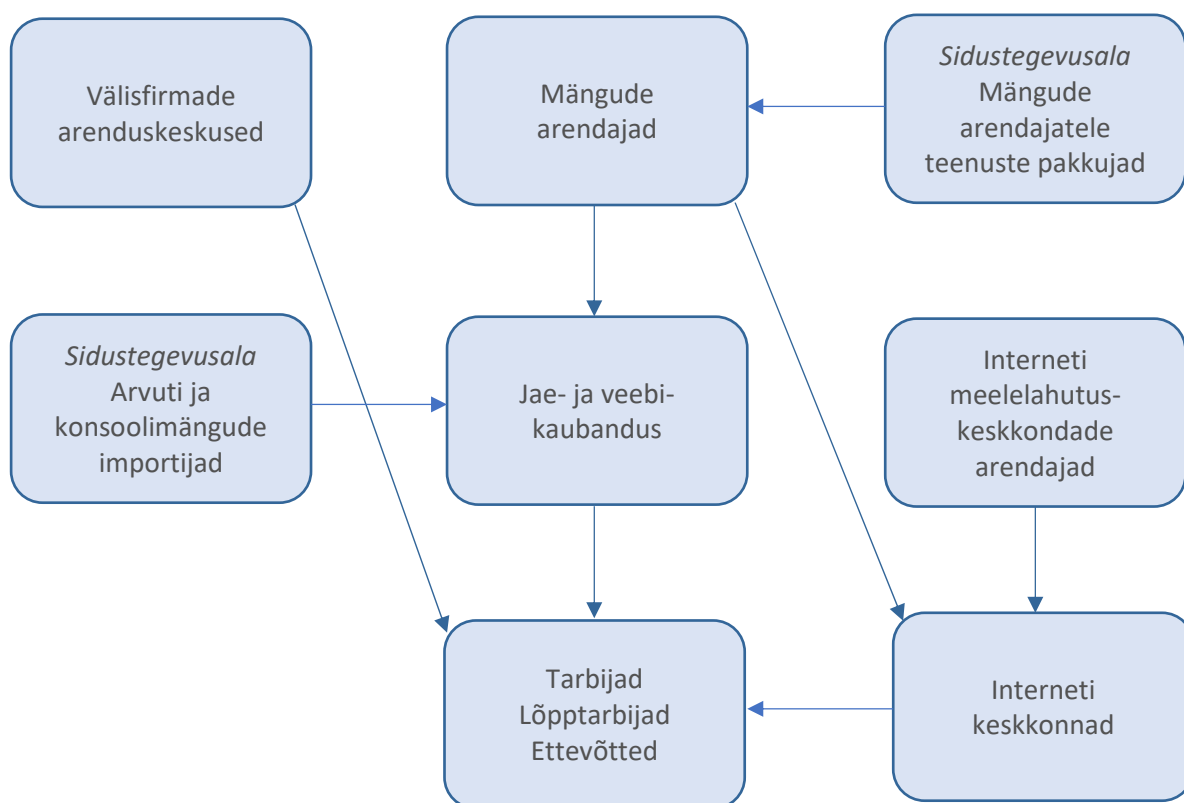 Välisfirmade
arenduskeskused
Mängude
arendajad
Sidustegevusala
Mängude
arendajatele
teenuste pakkujad
Sidustegevusala
Arvuti ja
konsoolimängude
importijad
Jae- ja veebi-
kaubandus
Interneti
meelelahutus-
keskkondade
arendajad
Tarbijad
Lõpptarbijad
Ettevõtted
Interneti
keskkonnad